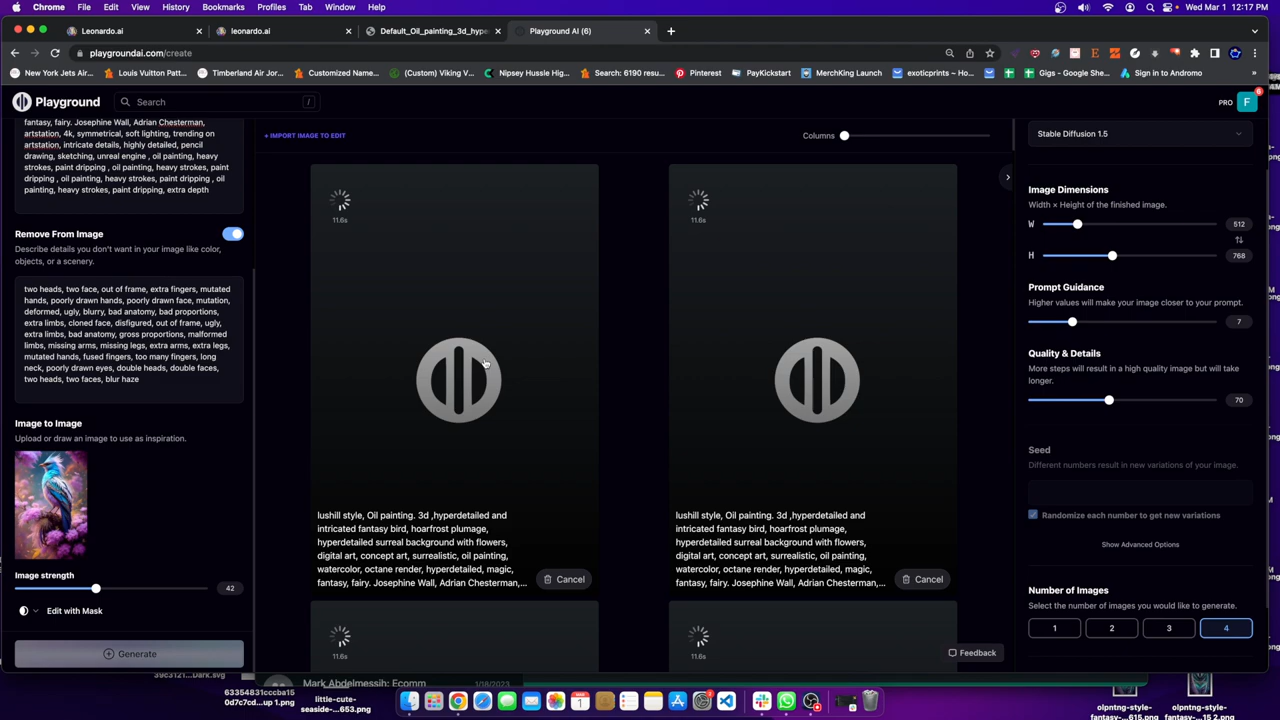 Chrome File Edit View History Bookmarks Profiles Tab Window Help
Wed Mar 1 12:17 PM
Leonardo.ai
leonardo.ai
Default_Oil_painting_3d_hype
Playground AI (6)
playgroundai.com/create
New York Jets Air...
Louis Vuitton Patt...
Timberland Air Jor...
Customized Name...
(Custom) Viking V...
Nipsey Hussle Hig...
Search: 6190 resu...
Pinterest
PayKickstart
MerchKing Launch
exoticprints – Ho...
Gigs - Google She...
Sign in to Andromo
Playground
Search
/
PRO
F
6
fantasy, fairy. Josephine Wall, Adrian Chesterman,
artstation, 4k, symmetrical, soft lighting, trending on
artstation, intricate details, highly detailed, pencil
drawing, sketching, unreal engine , oil painting, heavy
strokes, paint dripping , oil painting, heavy strokes, paint
dripping , oil painting, heavy strokes, paint dripping , oil
painting, heavy strokes, paint dripping, extra depth
Remove From Image
Describe details you don't want in your image like color,
objects, or a scenery.
two heads, two face, out of frame, extra fingers, mutated
hands, poorly drawn hands, poorly drawn face, mutation,
deformed, ugly, blurry, bad anatomy, bad proportions,
extra limbs, cloned face, disfigured, out of frame, ugly,
extra limbs, bad anatomy, gross proportions, malformed
limbs, missing arms, missing legs, extra arms, extra legs,
mutated hands, fused fingers, too many fingers, long
neck, poorly drawn eyes, double heads, double faces,
two heads, two faces, blur haze
Image to Image
Upload or draw an image to use as inspiration.
Image strength
42
Edit with Mask
Generate
+ IMPORT IMAGE TO EDIT
Columns
11.6s
11.6s
lushill style, Oil painting. 3d ,hyperdetailed and
intricated fantasy bird, hoarfrost plumage,
hyperdetailed surreal background with flowers,
digital art, concept art, surrealistic, oil painting,
watercolor, octane render, hyperdetailed, magic,
fantasy, fairy. Josephine Wall, Adrian Chesterman,...
Cancel
lushill style, Oil painting. 3d ,hyperdetailed and
intricated fantasy bird, hoarfrost plumage,
hyperdetailed surreal background with flowers,
digital art, concept art, surrealistic, oil painting,
watercolor, octane render, hyperdetailed, magic,
fantasy, fairy. Josephine Wall, Adrian Chesterman,...
Cancel
11.6s
11.6s
Feedback
Stable Diffusion 1.5
Image Dimensions
Width × Height of the finished image.
W
512
H
768
Prompt Guidance
Higher values will make your image closer to your prompt.
7
Quality & Details
More steps will result in a high quality image but will take
longer.
70
Seed
Different numbers result in new variations of your image.
Randomize each number to get new variations
Show Advanced Options
Number of Images
Select the number of images you would like to generate.
1
2
3
4
Mark Abdelmessih: Ecomm
1/18/2023
63354831cccba15
0d7c7cd...up 1.png
little-cute-
seaside-...653.png
olpntng-style-
fantasy-...615.png
olpntng-style-
fantasy-...15 2.png